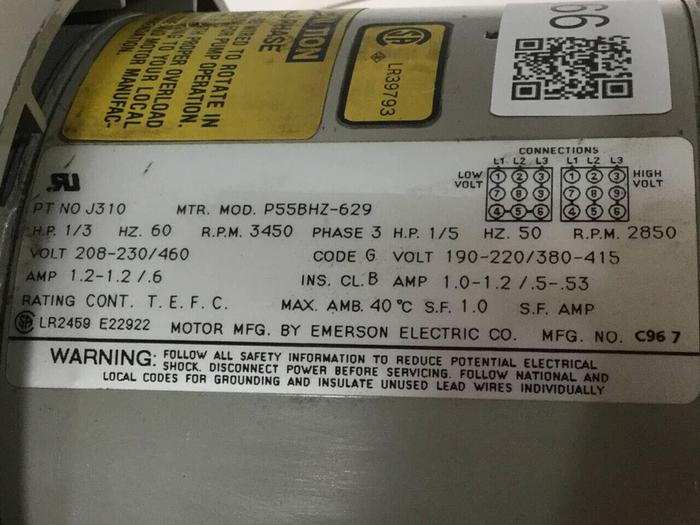 CAUTION
PHASE
RED TO ROTATE IN
FOR PUMP OPERATION.
POWER OVERLOAD
NG TO YOUR LOCAL
MOTOR MANUFAC-
LR39793
66
CONNECTIONS
L1 L2 L3 L1 L2 L3
LOW VOLT 1 2 3 1 2 3 HIGH VOLT
7 8 9 7 8 9
4 5 6 4 5 6
PT NO J310 MTR. MOD. P55BHZ-629
H.P. 1/3 HZ. 60 R.P.M. 3450 PHASE 3 H.P. 1/5 HZ. 50 R.P.M. 2850
VOLT 208-230/460 CODE G VOLT 190-220/380-415
AMP 1.2-1.2/.6 INS. CL. B AMP 1.0-1.2/.5-.53
RATING CONT. T.E.F.C. MAX. AMB. 40°C S.F. 1.0 S.F. AMP
LR2459 E22922 MOTOR MFG. BY EMERSON ELECTRIC CO. MFG. NO. C96 7
WARNING: FOLLOW ALL SAFETY INFORMATION TO REDUCE POTENTIAL ELECTRICAL
SHOCK. DISCONNECT POWER BEFORE SERVICING. FOLLOW NATIONAL AND
LOCAL CODES FOR GROUNDING AND INSULATE UNUSED LEAD WIRES INDIVIDUALLY